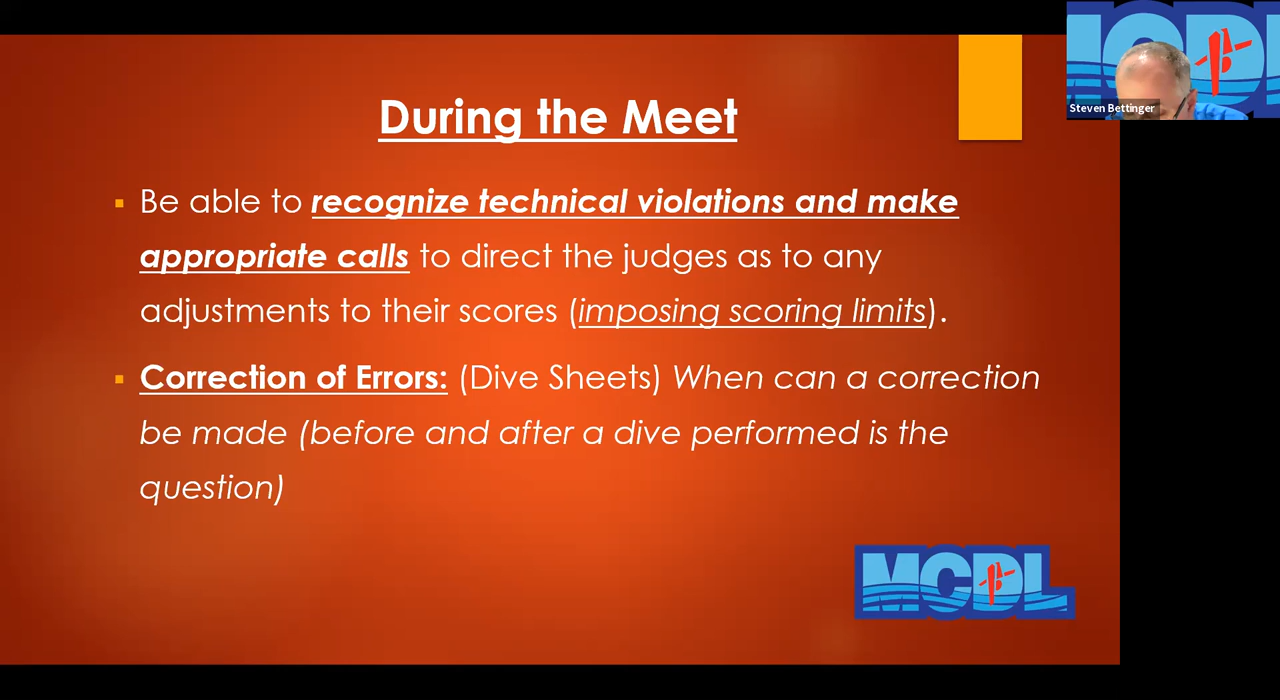 During the Meet
Be able to recognize technical violations and make
appropriate calls to direct the judges as to any
adjustments to their scores (imposing scoring limits).
Correction of Errors: (Dive Sheets) When can a correction
be made (before and after a dive performed is the
question)
MCDL
MCDL
Steven Bettinger